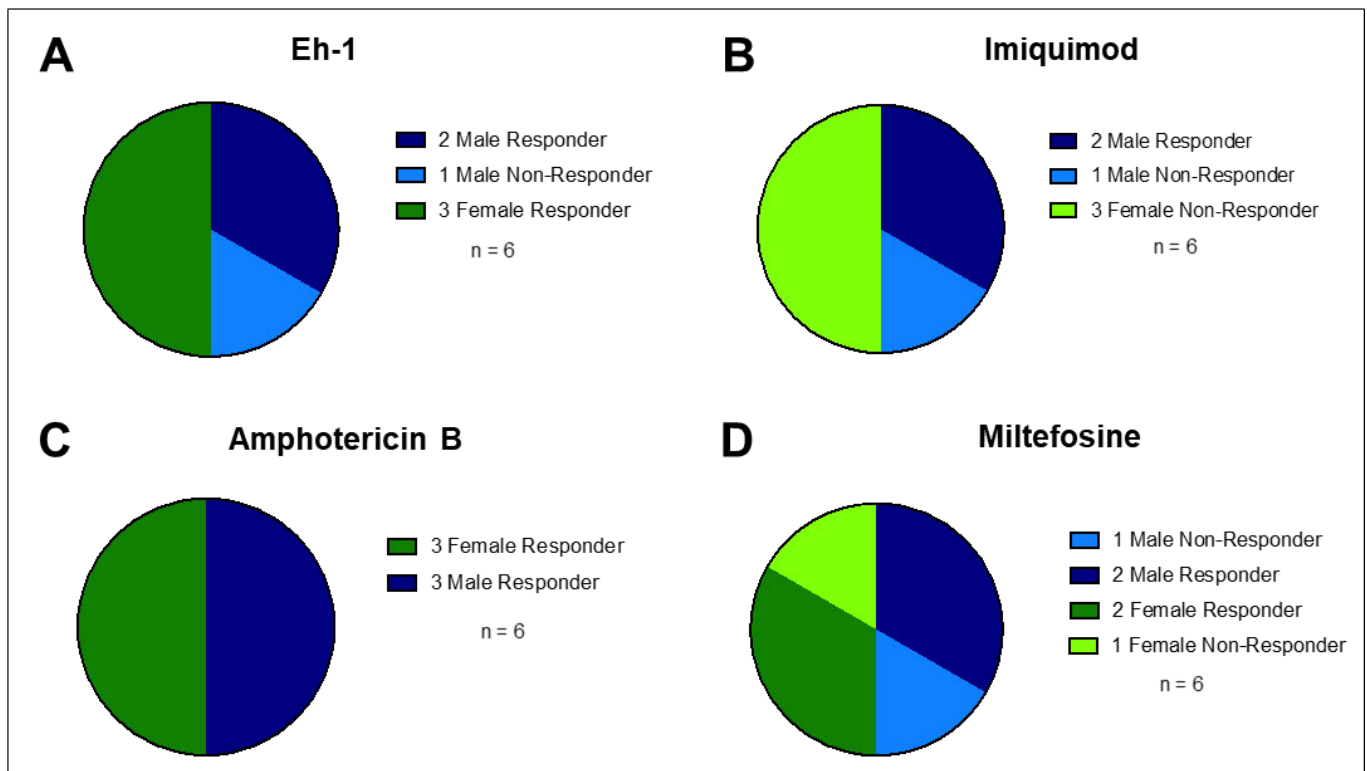 A
Eh-1
2 Male Responder
1 Male Non-Responder
3 Female Responder
n = 6
B
Imiquimod
2 Male Responder
1 Male Non-Responder
3 Female Non-Responder
n = 6
C
Amphotericin B
3 Female Responder
3 Male Responder
n = 6
D
Miltefosine
1 Male Non-Responder
2 Male Responder
2 Female Responder
1 Female Non-Responder
n = 6